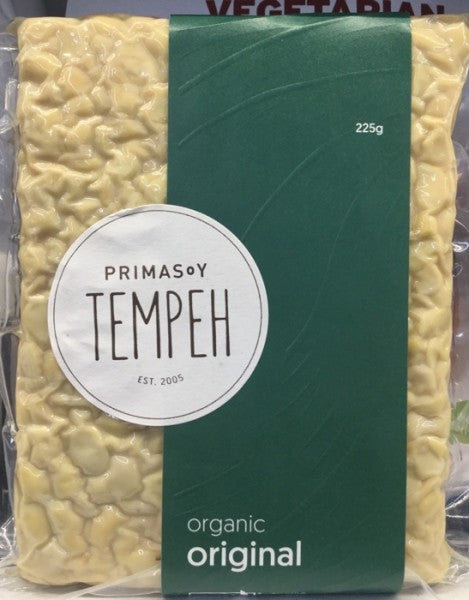 VEGETARIAN
225g
PRIMASOY
TEMPEH
EST. 2005
organic
original